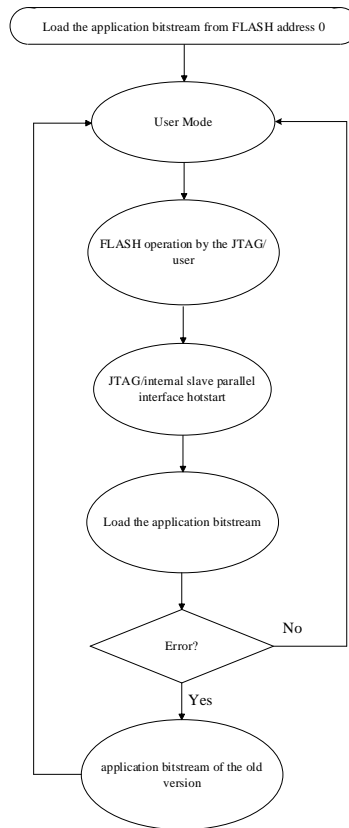 Load the application bitstream from FLASH address 0
User Mode
FLASH operation by the JTAG/
user
JTAG/internal slave parallel
interface hotstart
Load the application bitstream
Error?
No
Yes
application bitstream of the old
version